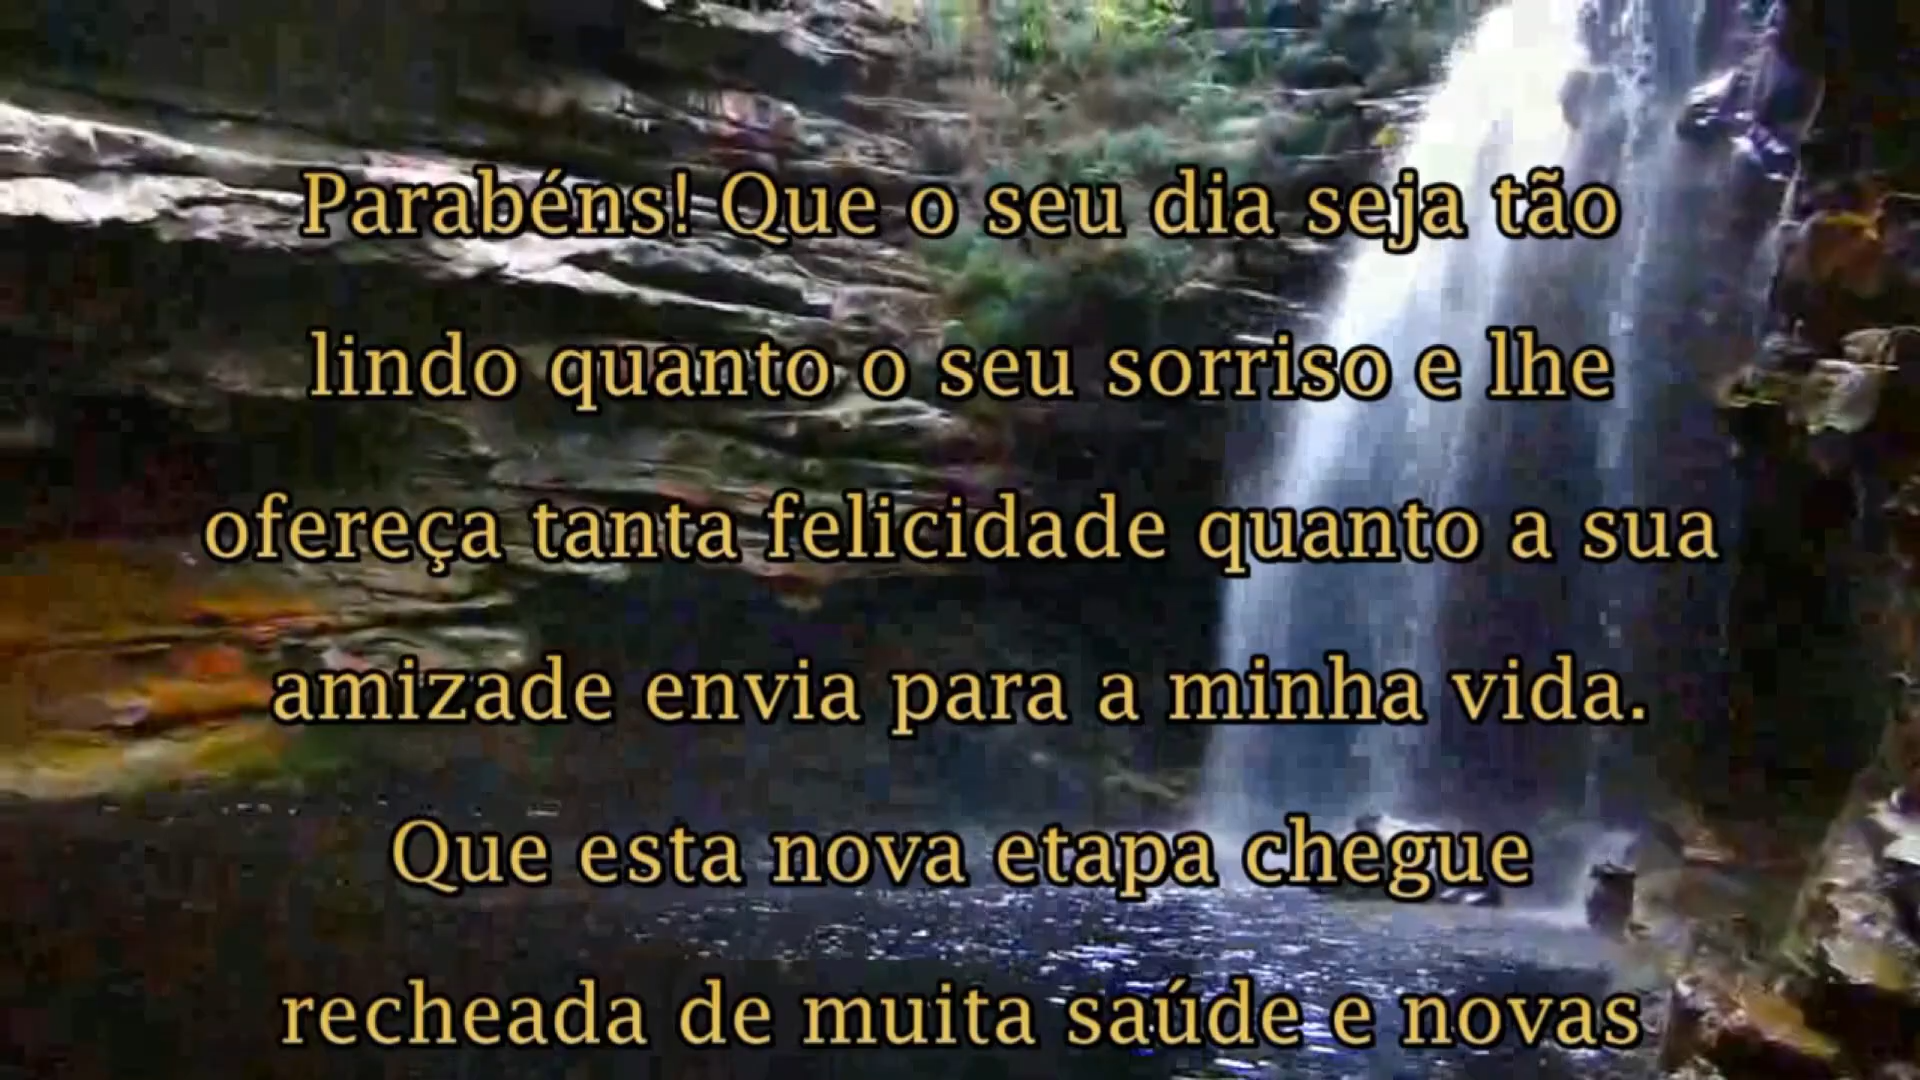 Parabéns! Que o seu dia seja tão
lindo quanto o seu sorriso e lhe
ofereça tanta felicidade quanto a sua
amizade envia para a minha vida.
Que esta nova etapa chegue
recheada de muita saúde e novas